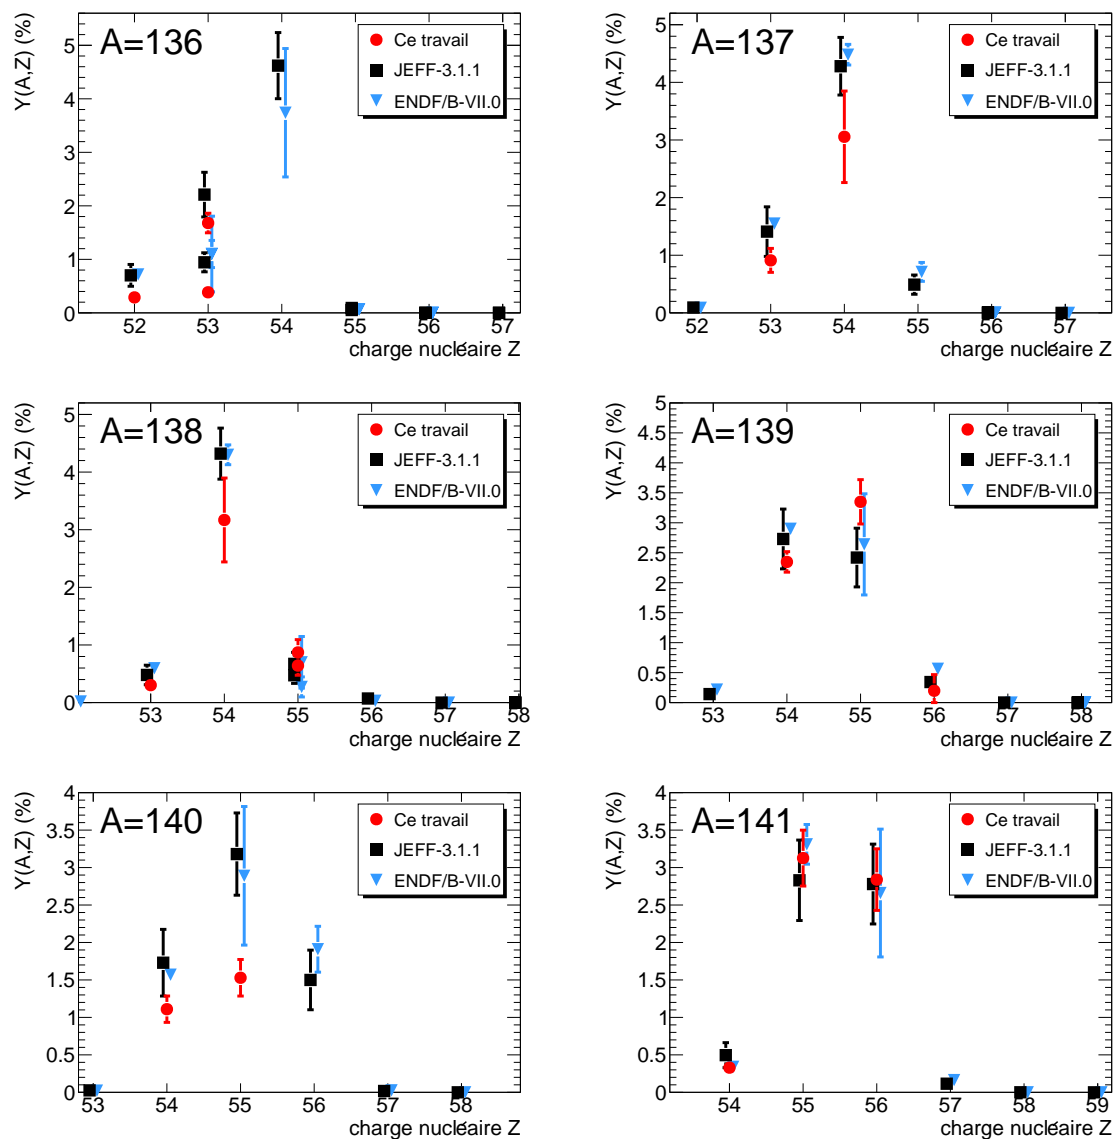 Y(A,Z) (%)
A=136
Ce travail
JEFF-3.1.1
ENDF/B-VII.0
5
4
3
2
1
0
52 53 54 55 56 57
charge nucléaire Z
Y(A,Z) (%)
A=137
Ce travail
JEFF-3.1.1
ENDF/B-VII.0
5
4
3
2
1
0
52 53 54 55 56 57
charge nucléaire Z
Y(A,Z) (%)
A=138
Ce travail
JEFF-3.1.1
ENDF/B-VII.0
5
4
3
2
1
0
53 54 55 56 57 58
charge nucléaire Z
Y(A,Z) (%)
A=139
Ce travail
JEFF-3.1.1
ENDF/B-VII.0
5
4.5
4
3.5
3
2.5
2
1.5
1
0.5
0
53 54 55 56 57 58
charge nucléaire Z
Y(A,Z) (%)
A=140
Ce travail
JEFF-3.1.1
ENDF/B-VII.0
4
3.5
3
2.5
2
1.5
1
0.5
0
53 54 55 56 57 58
charge nucléaire Z
Y(A,Z) (%)
A=141
Ce travail
JEFF-3.1.1
ENDF/B-VII.0
4
3.5
3
2.5
2
1.5
1
0.5
0
54 55 56 57 58 59
charge nucléaire Z